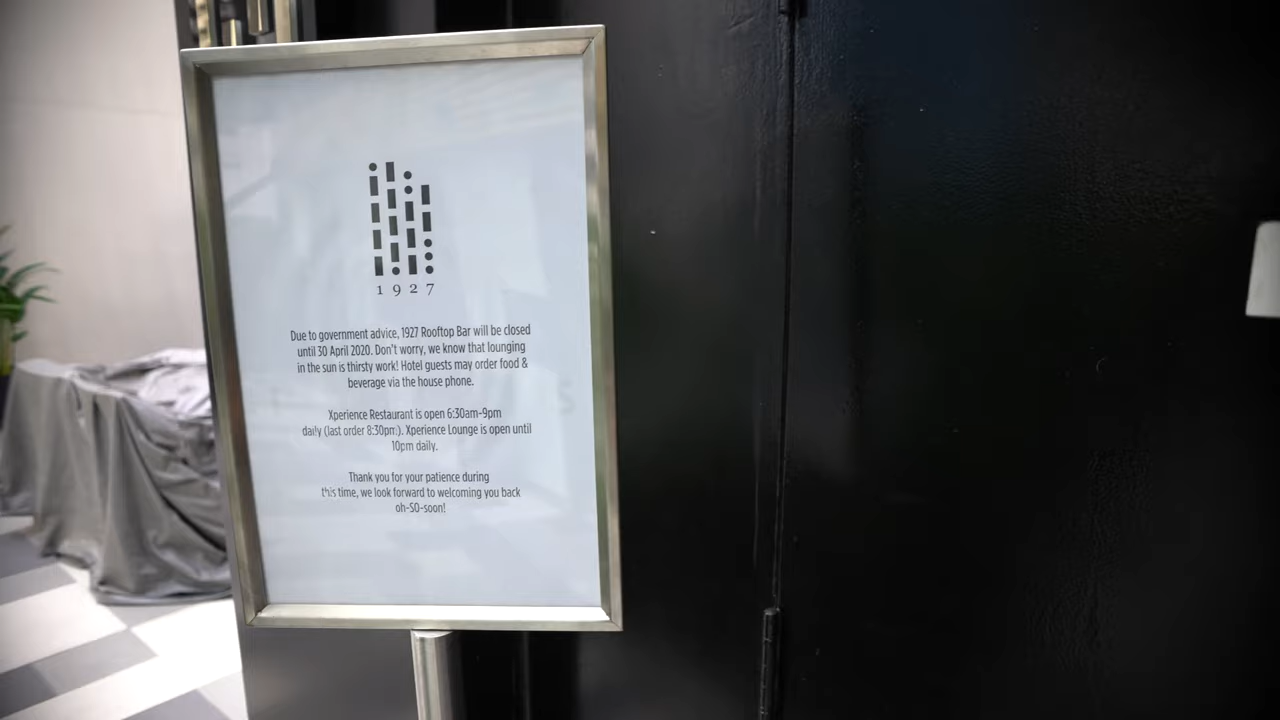 1927
Due to government advice, 1927 Rooftop Bar will be closed
until 30 April 2020. Don't worry, we know that lounging
in the sun is thirsty work! Hotel guests may order food &
beverage via the house phone.
Xperience Restaurant is open 6:30am-9pm
daily (last order 8:30pm). Xperience Lounge is open until
10pm daily.
Thank you for your patience during
this time, we look forward to welcoming you back
oh-SO-soon!